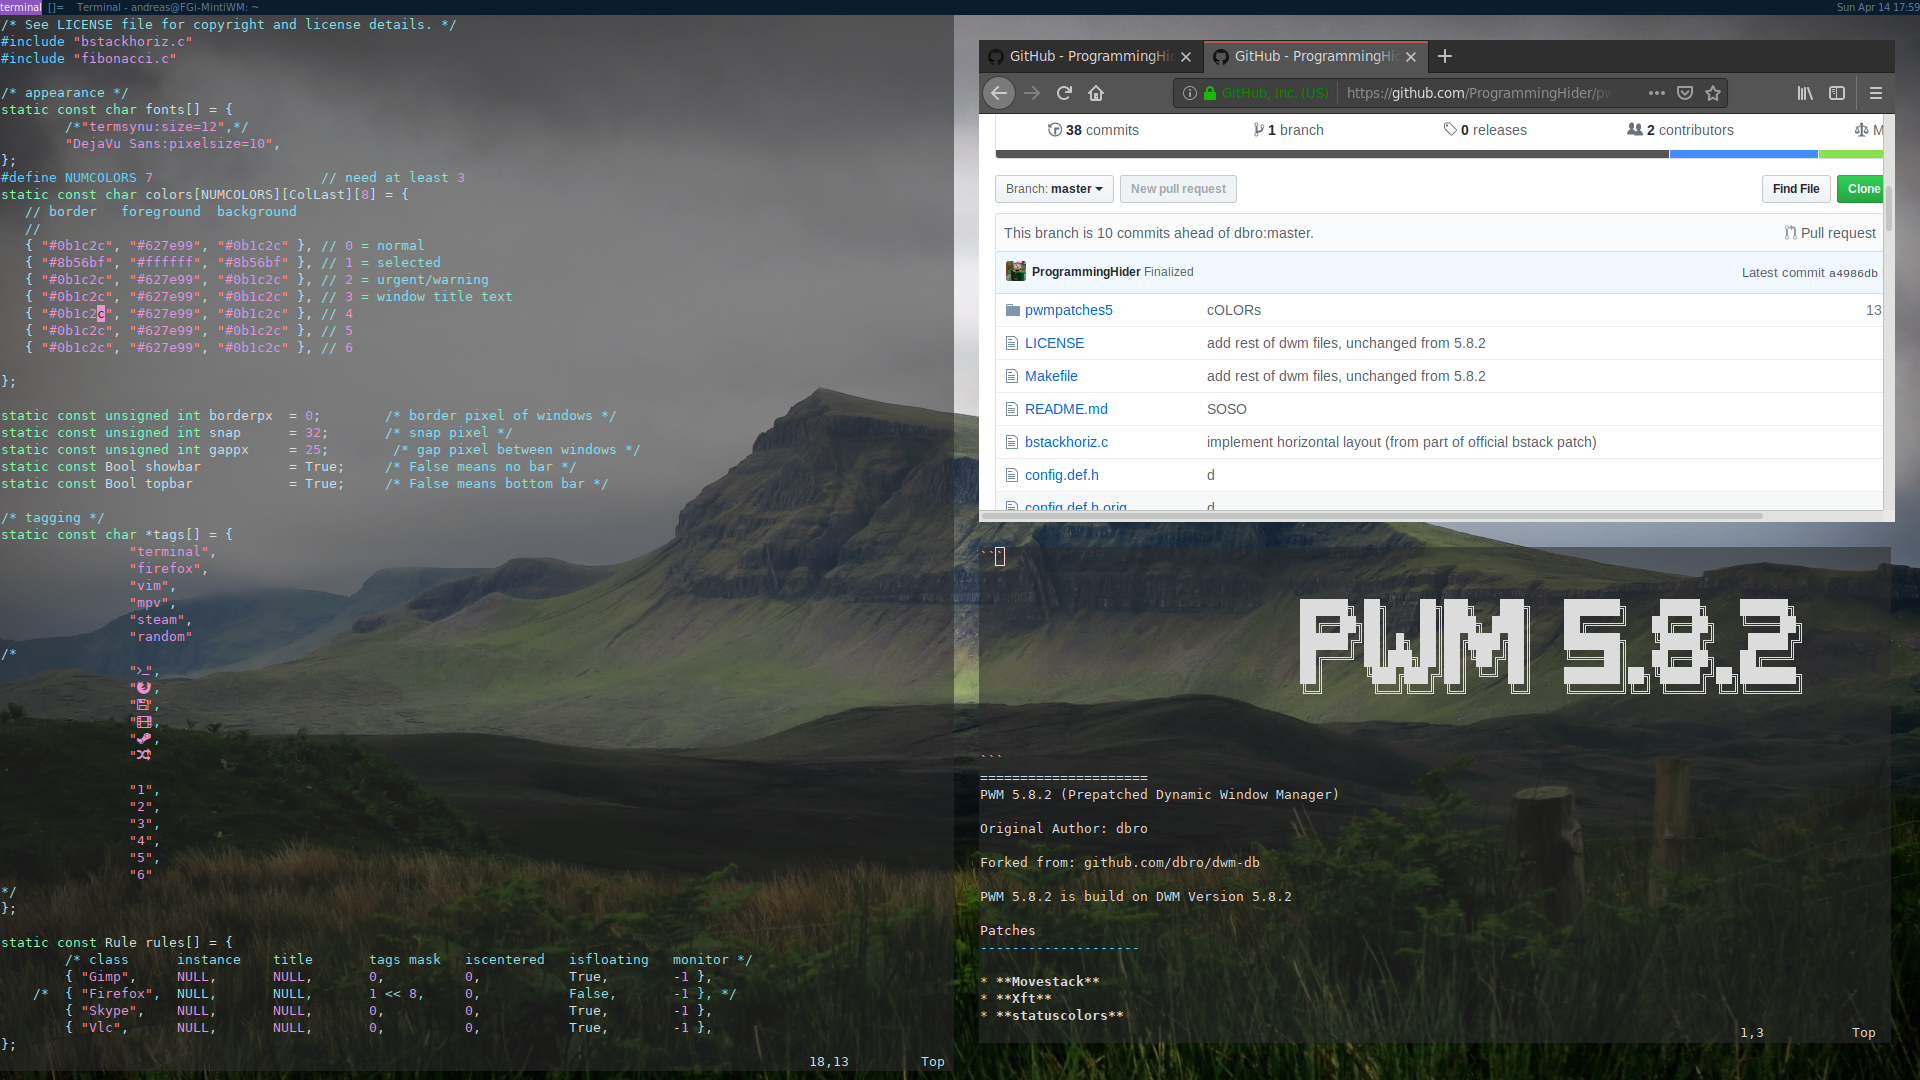 terminal []= Terminal - andreas@FGi-MintiWM: ~
Sun Apr 14 17:59
/* See LICENSE file for copyright and license details. */
#include "bstackhoriz.c"
#include "fibonacci.c"
/* appearance */
static const char fonts[] = {
/*"termsynu:size=12",*/
"DejaVu Sans:pixelsize=10",
};
#define NUMCOLORS 7 // need at least 3
static const char colors[NUMCOLORS][ColLast][8] = {
// border foreground background
//
{ "#0b1c2c", "#627e99", "#0b1c2c" }, // 0 = normal
{ "#8b56bf", "#ffffff", "#8b56bf" }, // 1 = selected
{ "#0b1c2c", "#627e99", "#0b1c2c" }, // 2 = urgent/warning
{ "#0b1c2c", "#627e99", "#0b1c2c" }, // 3 = window title text
{ "#0b1c2c", "#627e99", "#0b1c2c" }, // 4
{ "#0b1c2c", "#627e99", "#0b1c2c" }, // 5
{ "#0b1c2c", "#627e99", "#0b1c2c" }, // 6
};
static const unsigned int borderpx = 0; /* border pixel of windows */
static const unsigned int snap = 32; /* snap pixel */
static const unsigned int gappx = 25; /* gap pixel between windows */
static const Bool showbar = True; /* False means no bar */
static const Bool topbar = True; /* False means bottom bar */
/* tagging */
static const char *tags[] = {
"terminal",
"firefox",
"vim",
"mpv",
"steam",
"random"
/*
"",
"",
"",
"",
"",
""
"1",
"2",
"3",
"4",
"5",
"6"
*/
};
static const Rule rules[] = {
/* class instance title tags mask iscentered isfloating monitor */
{ "Gimp", NULL, NULL, 0, 0, True, -1 },
/* { "Firefox", NULL, NULL, 1 << 8, 0, False, -1 }, */
{ "Skype", NULL, NULL, 0, 0, True, -1 },
{ "Vlc", NULL, NULL, 0, 0, True, -1 },
};
18,13 Top
GitHub - ProgrammingHi
GitHub - ProgrammingHi
GitHub, Inc. (US) https://github.com/ProgrammingHider/pw
38 commits
1 branch
0 releases
2 contributors
M
Branch: master
New pull request
Find File
Clone
This branch is 10 commits ahead of dbro:master.
Pull request
ProgrammingHider Finalized
Latest commit a4986db
pwmpatches5 cOLORs 13
LICENSE add rest of dwm files, unchanged from 5.8.2
Makefile add rest of dwm files, unchanged from 5.8.2
README.md SOSO
bstackhoriz.c implement horizontal layout (from part of official bstack patch)
config.def.h d
config.def.h.orig d
```
PWM 5.8.2
```
=====================
PWM 5.8.2 (Prepatched Dynamic Window Manager)
Original Author: dbro
Forked from: github.com/dbro/dwm-db
PWM 5.8.2 is build on DWM Version 5.8.2
Patches
--------------------
* **Movestack**
* **Xft**
* **statuscolors**
1,3 Top